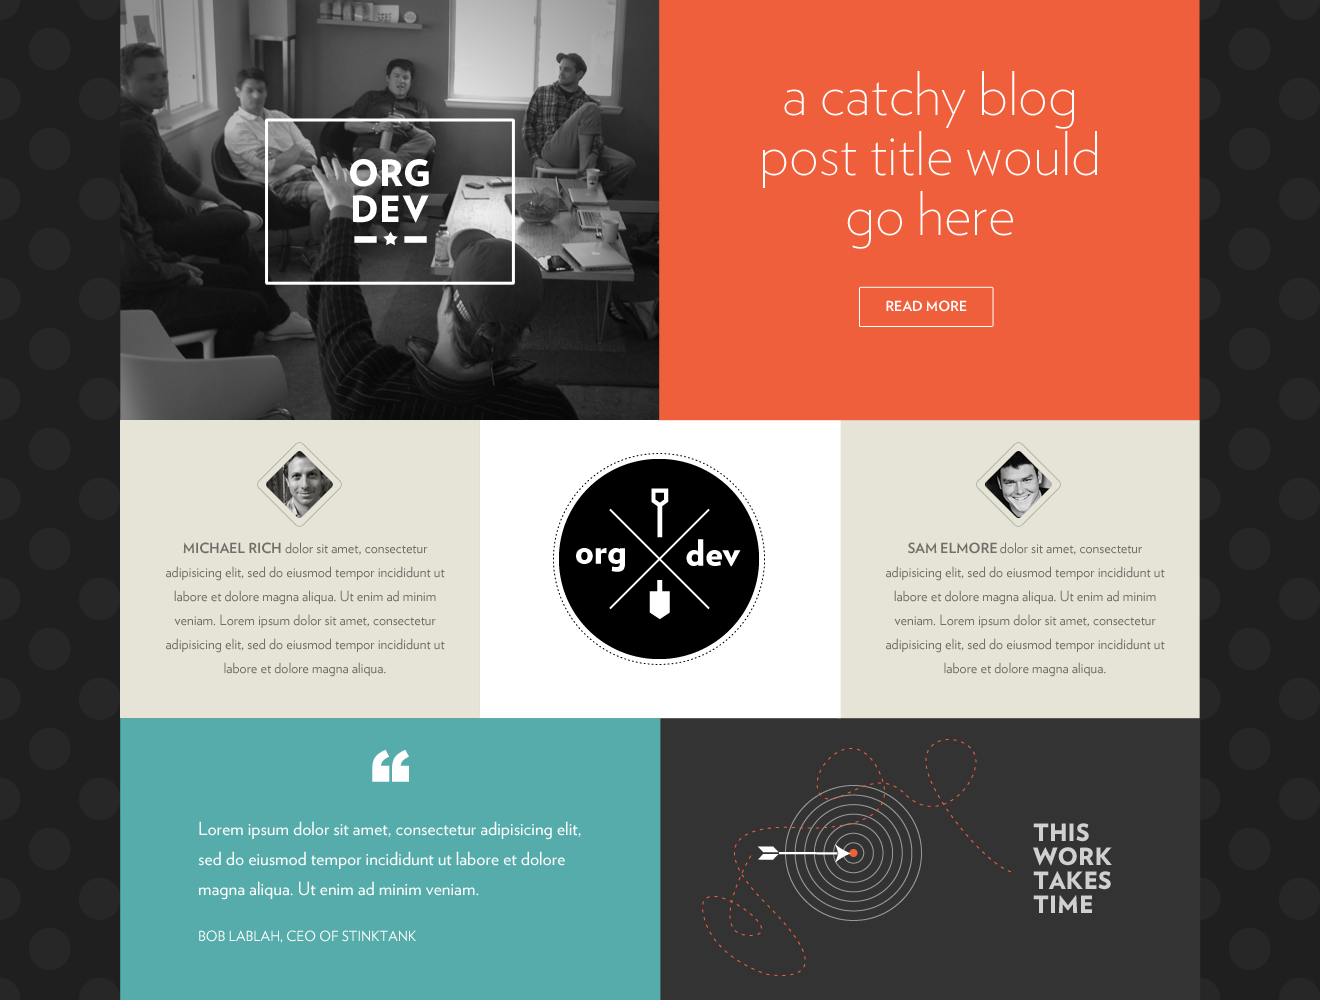 ORG
DEV
a catchy blog
post title would
go here
READ MORE
MICHAEL RICH dolor sit amet, consectetur
adipisicing elit, sed do eiusmod tempor incididunt ut
labore et dolore magna aliqua. Ut enim ad minim
veniam. Lorem ipsum dolor sit amet, consectetur
adipisicing elit, sed do eiusmod tempor incididunt ut
labore et dolore magna aliqua.
org dev
SAM ELMORE dolor sit amet, consectetur
adipisicing elit, sed do eiusmod tempor incididunt ut
labore et dolore magna aliqua. Ut enim ad minim
veniam. Lorem ipsum dolor sit amet, consectetur
adipisicing elit, sed do eiusmod tempor incididunt ut
labore et dolore magna aliqua.
“
Lorem ipsum dolor sit amet, consectetur adipisicing elit,
sed do eiusmod tempor incididunt ut labore et dolore
magna aliqua. Ut enim ad minim veniam.
BOB LABLAH, CEO OF STINKTANK
THIS
WORK
TAKES
TIME